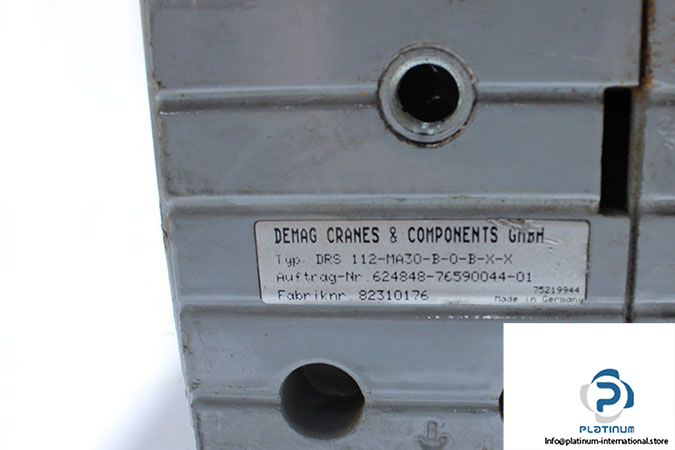 DEMAG CRANES & COMPONENTS GMBH
Typ. DRS 112-MA30-B-0-B-X-X
Auftrag-Nr. 624848-76590044-01
75219944
Fabriknr. 82310176
Made in Germany
PLATINUM
info@platinum-international.store